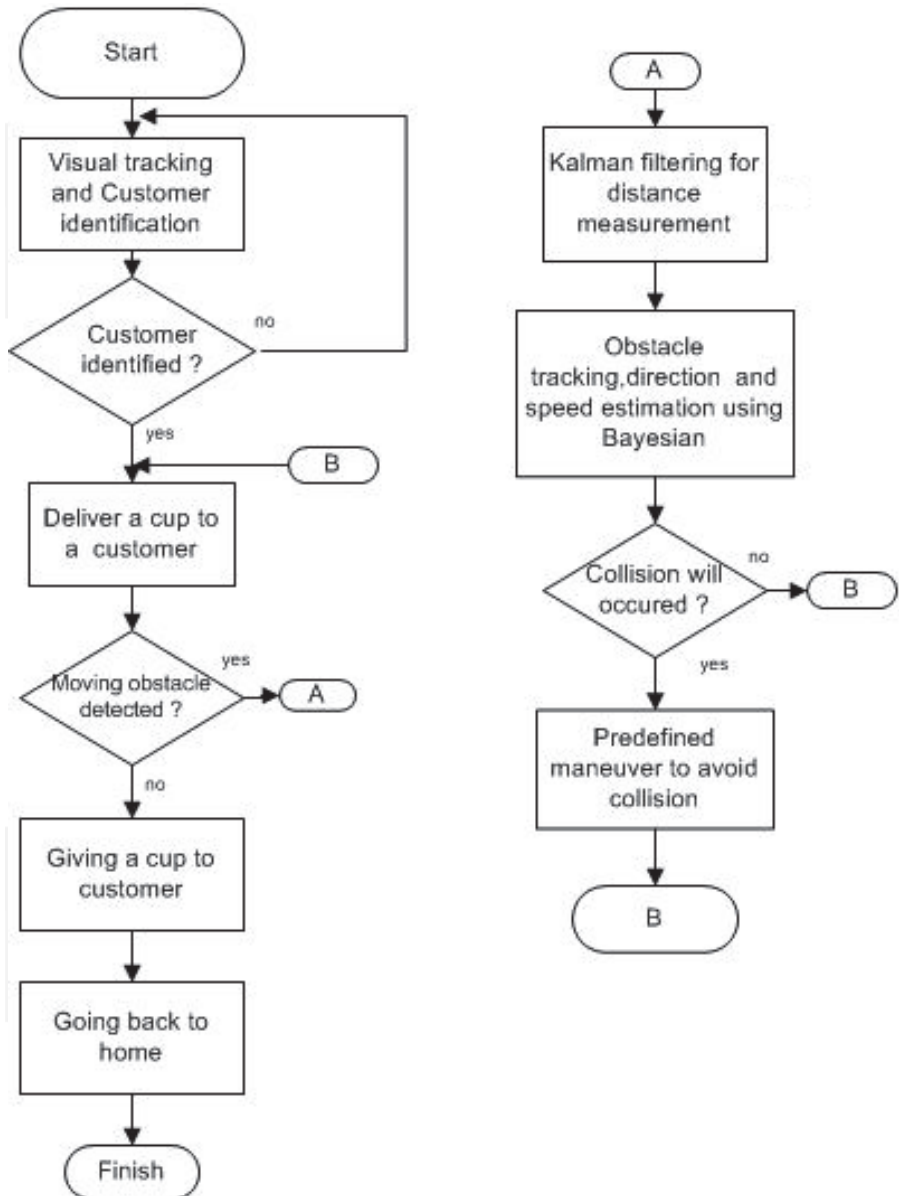 Start
Visual tracking
and Customer
identification
Customer
identified ?
no
yes
B
Deliver a cup to
a customer
Moving obstacle
detected ?
yes
A
no
Giving a cup to
customer
Going back to
home
Finish
A
Kalman filtering for
distance
measurement
Obstacle
tracking,direction and
speed estimation using
Bayesian
Collision will
occured ?
no
B
yes
Predefined
maneuver to avoid
collision
B